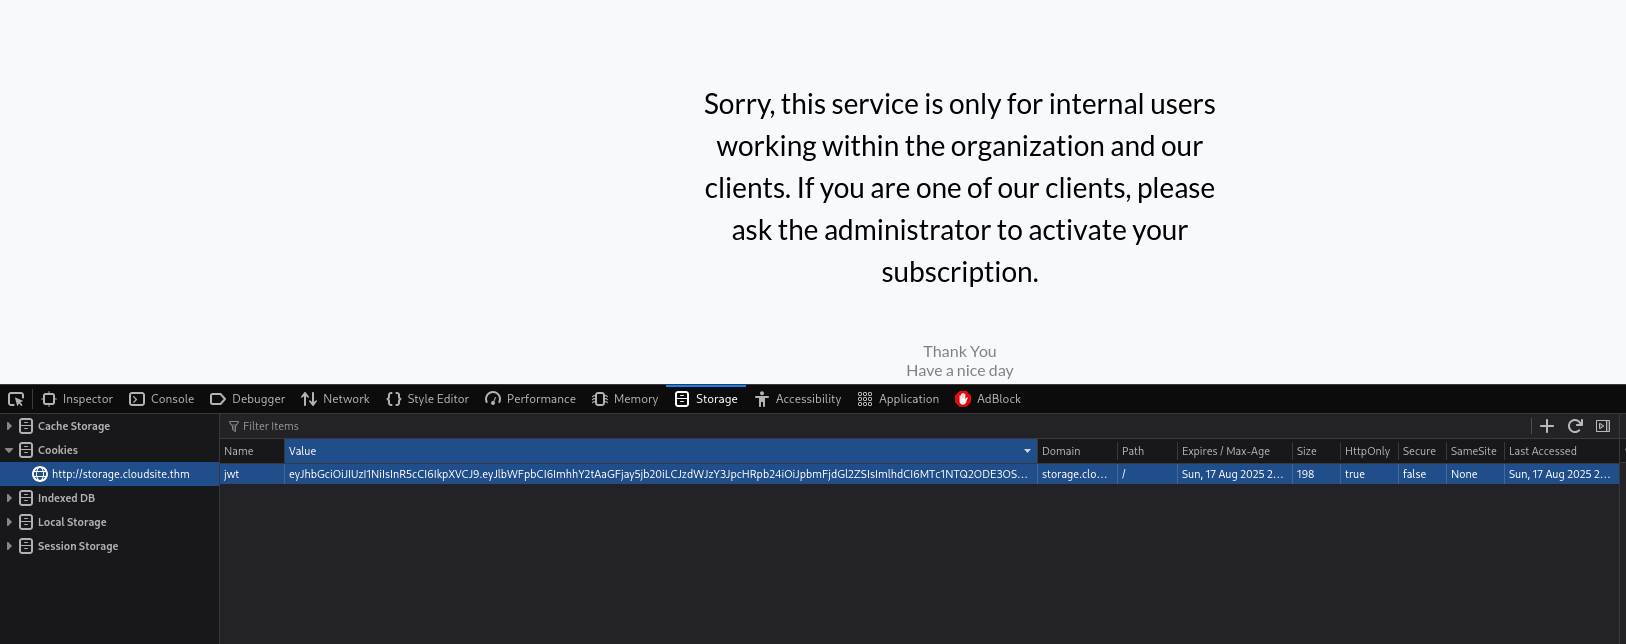 Sorry, this service is only for internal users
working within the organization and our
clients. If you are one of our clients, please
ask the administrator to activate your
subscription.
Thank You
Have a nice day
Inspector Console Debugger Network Style Editor Performance Memory Storage Accessibility Application AdBlock
Cache Storage
Cookies
http://storage.cloudsite.thm
Indexed DB
Local Storage
Session Storage
Filter Items
Name Value Domain Path Expires / Max-Age Size HttpOnly Secure SameSite Last Accessed
jwt eyJhbGciOiJIUzI1NiIsInR5cCI6IkpXVCJ9.eyJlbWFpbCI6ImhhY2tAaGFjay5jb20iLCJzdWJzY3JpcHRpb24iOiJpbmFjdGl2ZSIsImlhdCI6MTc1NTQ2ODE3OS... storage.clo... / Sun, 17 Aug 2025 2... 198 true false None Sun, 17 Aug 2025 2...